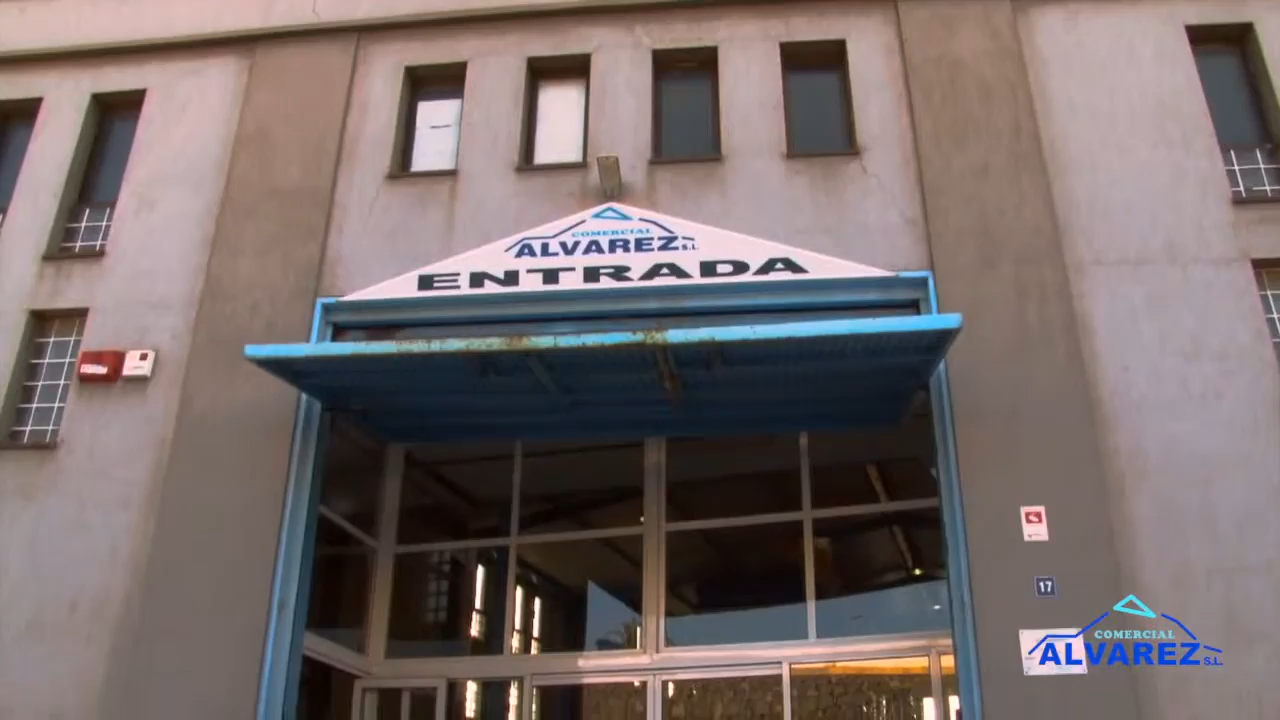 COMERCIAL
ALVAREZ S.L.
ENTRADA
17
COMERCIAL
ALVAREZ S.L.